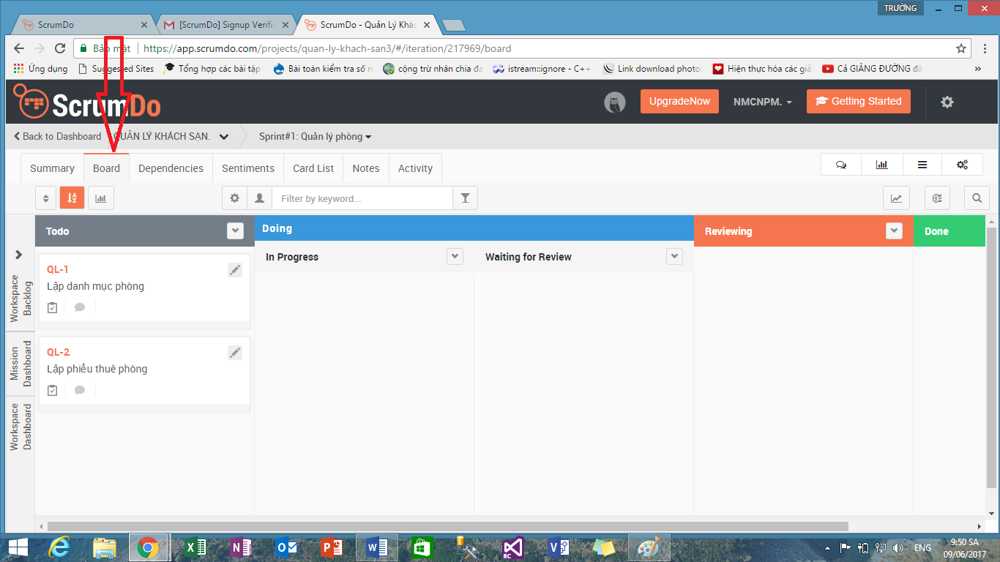 TRƯỜNG
ScrumDo
[ScrumDo] Signup Verific
ScrumDo - Quản Lý Khác
Bảo mật
https://app.scrumdo.com/projects/quan-ly-khach-san3/#/iteration/217969/board
Ứng dụng
Suggested Sites
Tổng hợp các bài tập
Bài toán kiểm tra số n
cộng trừ nhân chia đa
istream::ignore - C++
Link download photos
Hiện thực hóa các giả
Cả GIẢNG ĐƯỜNG đã
»
ScrumDo
UpgradeNow
NMCNPM.
Getting Started
Back to Dashboard
QUẢN LÝ KHÁCH SẠN.
Sprint#1: Quản lý phòng
Summary
Board
Dependencies
Sentiments
Card List
Notes
Activity
Filter by keyword...
Todo
Doing
Reviewing
Done
In Progress
Waiting for Review
QL-1
Lập danh mục phòng
QL-2
Lập phiếu thuê phòng
Workspace
Backlog
Mission
Dashboard
Workspace
Dashboard
ENG
9:50 SA
09/06/2017